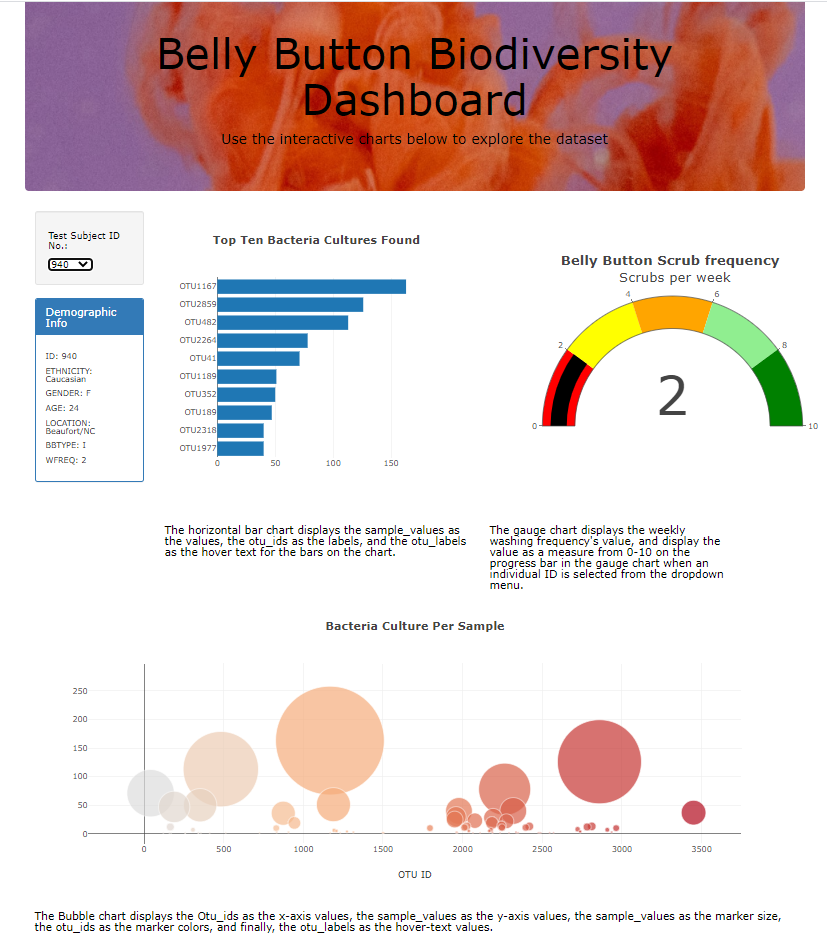 Belly Button Biodiversity
Dashboard
Use the interactive charts below to explore the dataset
Test Subject ID
No.:
940
Demographic
Info
ID: 940
ETHNICITY:
Caucasian
GENDER: F
AGE: 24
LOCATION:
Beaufort/NC
BBTYPE: I
WFREQ: 2
Top Ten Bacteria Cultures Found
OTU1167
OTU2859
OTU482
OTU2264
OTU41
OTU1189
OTU352
OTU189
OTU2318
OTU1977
0 50 100 150
Belly Button Scrub frequency
Scrubs per week
0
2
4
6
8
10
2
The horizontal bar chart displays the sample_values as
the values, the otu_ids as the labels, and the otu_labels
as the hover text for the bars on the chart.
The gauge chart displays the weekly
washing frequency's value, and display the
value as a measure from 0-10 on the
progress bar in the gauge chart when an
individual ID is selected from the dropdown
menu.
Bacteria Culture Per Sample
250
200
150
100
50
0
0 500 1000 1500 2000 2500 3000 3500
OTU ID
The Bubble chart displays the Otu_ids as the x-axis values, the sample_values as the y-axis values, the sample_values as the marker size,
the otu_ids as the marker colors, and finally, the otu_labels as the hover-text values.